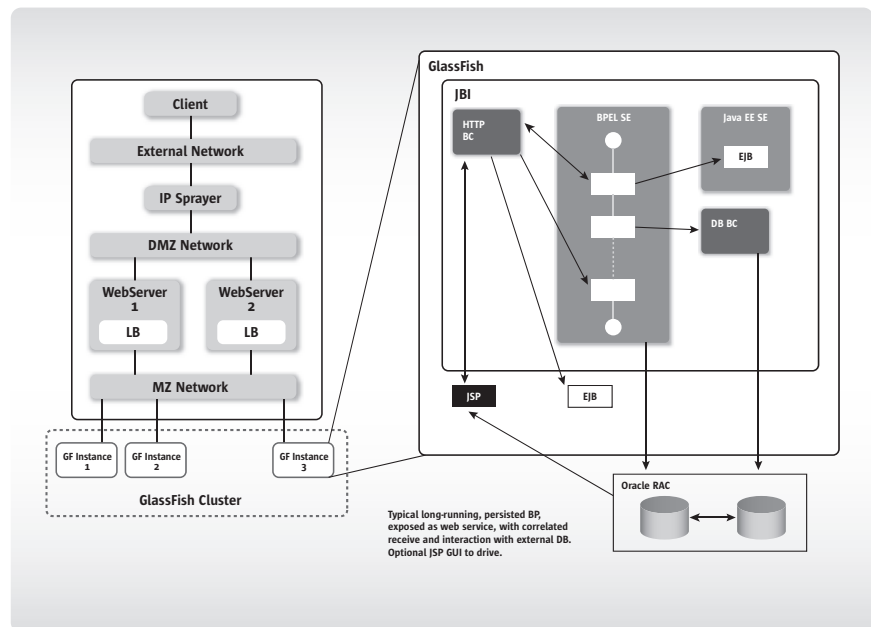 Client
External Network
IP Sprayer
DMZ Network
WebServer
1
LB
WebServer
2
LB
MZ Network
GF Instance
1
GF Instance
2
GF Instance
3
GlassFish Cluster
GlassFish
JBI
HTTP
BC
BPEL SE
Java EE SE
EJB
DB BC
JSP
EJB
Oracle RAC
Typical long-running, persisted BP,
exposed as web service, with correlated
receive and interaction with external DB.
Optional JSP GUI to drive.